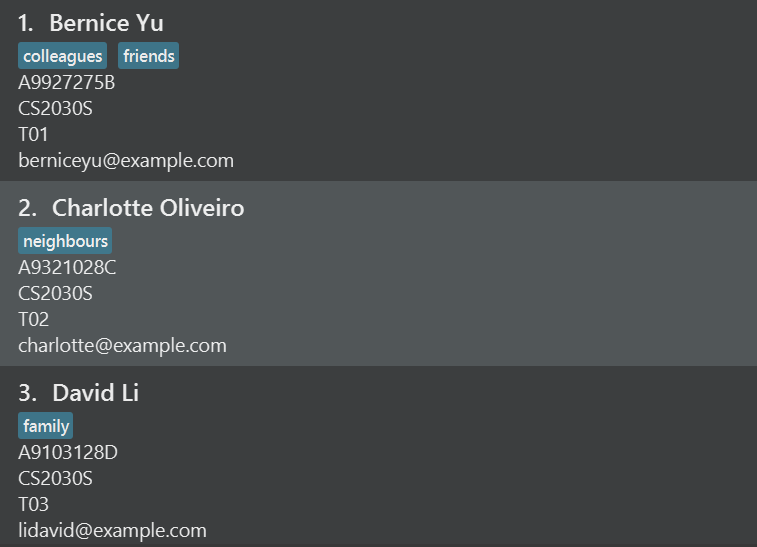 1. Bernice Yu
colleagues friends
A9927275B
CS2030S
T01
berniceyu@example.com
2. Charlotte Oliveiro
neighbours
A9321028C
CS2030S
T02
charlotte@example.com
3. David Li
family
A9103128D
CS2030S
T03
lidavid@example.com